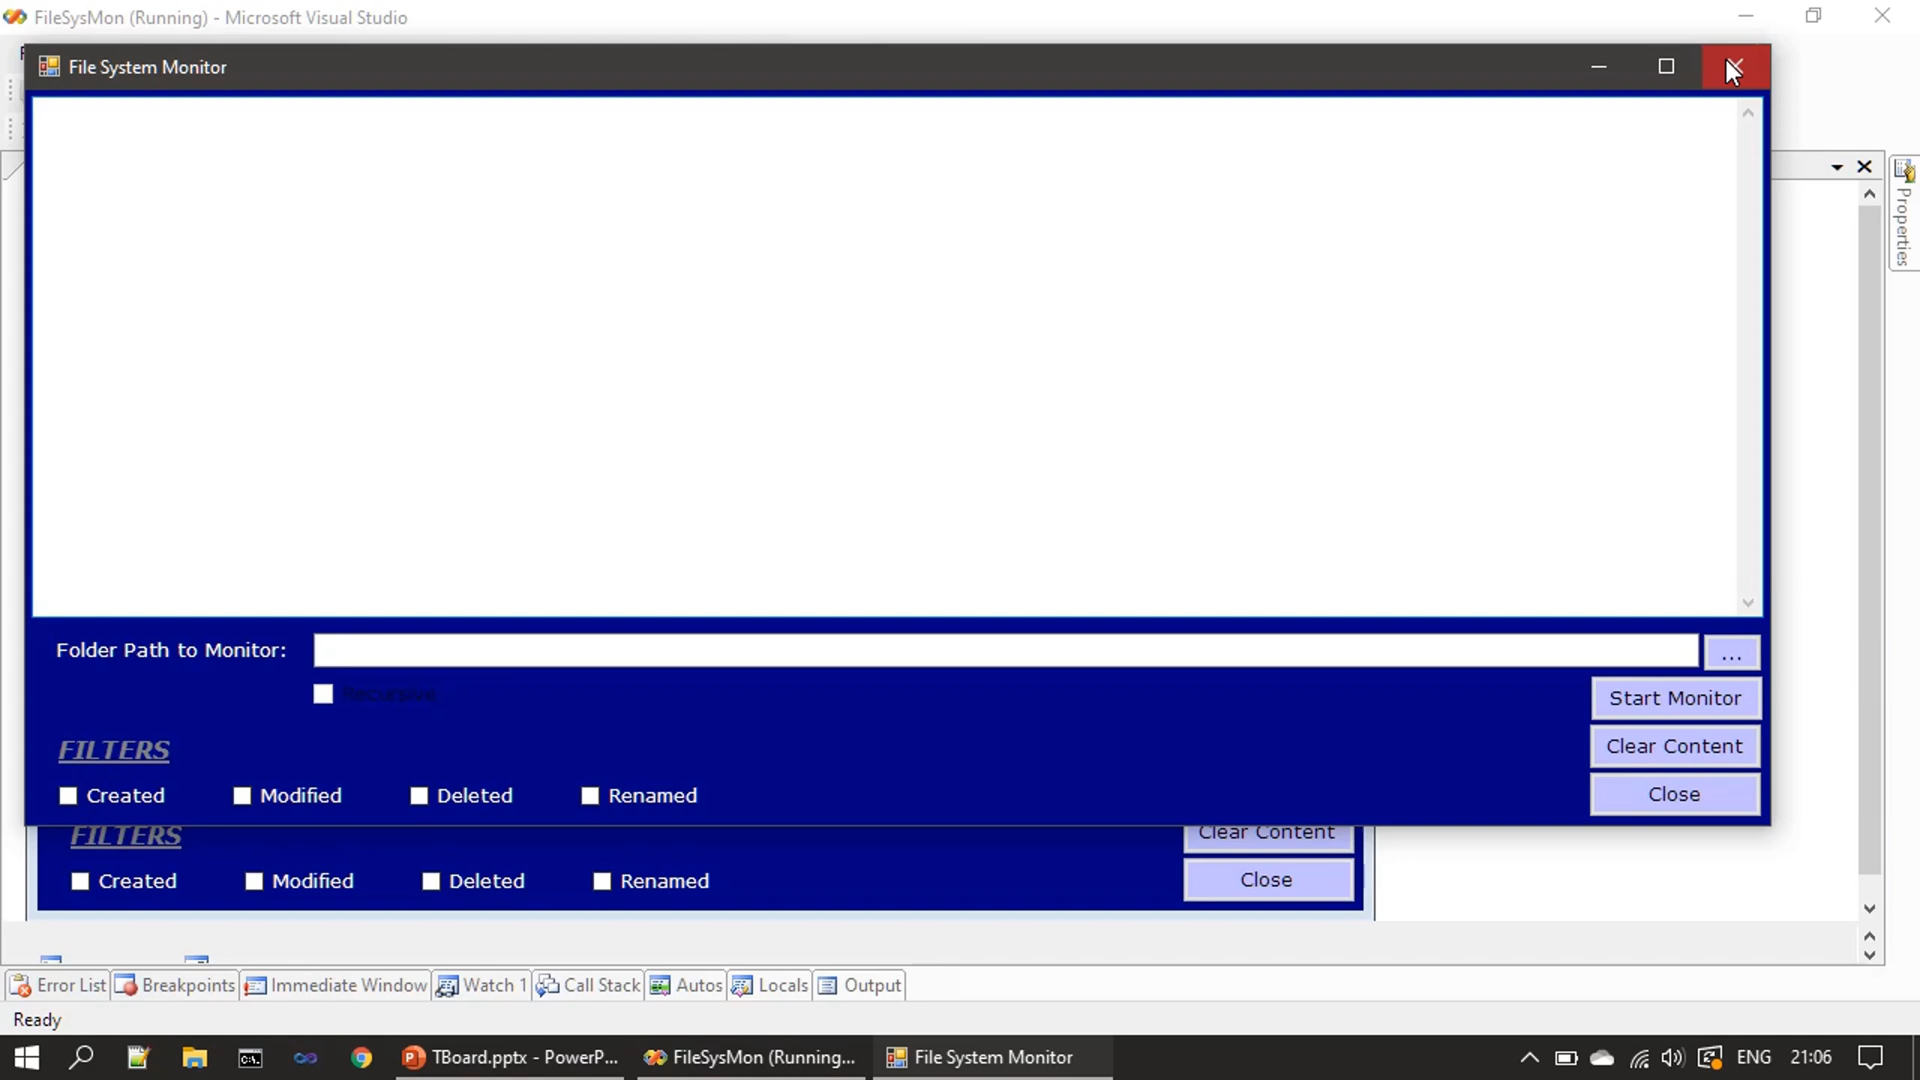 FileSysMon (Running) - Microsoft Visual Studio
File System Monitor
Properties
Folder Path to Monitor:
...
Recursive
Start Monitor
FILTERS
Clear Content
Created
Modified
Deleted
Renamed
Close
FILTERS
Clear Content
Created
Modified
Deleted
Renamed
Close
Error List
Breakpoints
Immediate Window
Watch 1
Call Stack
Autos
Locals
Output
Ready
TBoard.pptx - PowerP...
FileSysMon (Running...
File System Monitor
ENG
21:06